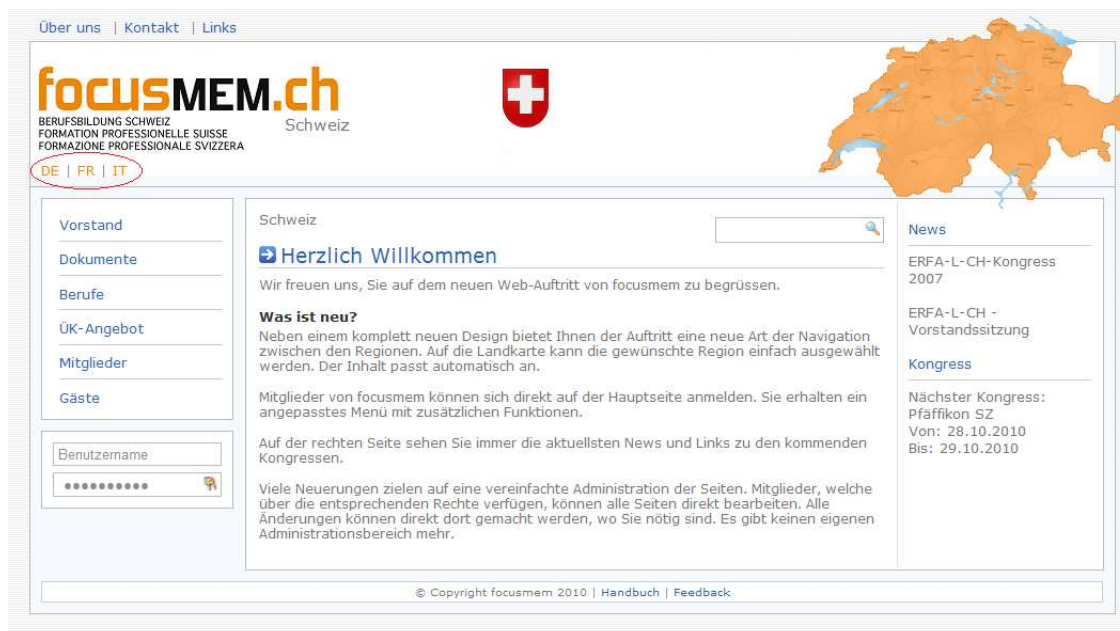 Über uns | Kontakt | Links
focusMEM.ch
BERUFSBILDUNG SCHWEIZ
FORMATION PROFESSIONELLE SUISSE
FORMAZIONE PROFESSIONALE SVIZZERA
Schweiz
DE | FR | IT
Vorstand
Dokumente
Berufe
ÜK-Angebot
Mitglieder
Gäste
Benutzername
Schweiz
Herzlich Willkommen
Wir freuen uns, Sie auf dem neuen Web-Auftritt von focusmem zu begrüssen.
Was ist neu?
Neben einem komplett neuen Design bietet Ihnen der Auftritt eine neue Art der Navigation
zwischen den Regionen. Auf die Landkarte kann die gewünschte Region einfach ausgewählt
werden. Der Inhalt passt automatisch an.
Mitglieder von focusmem können sich direkt auf der Hauptseite anmelden. Sie erhalten ein
angepasstes Menü mit zusätzlichen Funktionen.
Auf der rechten Seite sehen Sie immer die aktuellsten News und Links zu den kommenden
Kongressen.
Viele Neuerungen zielen auf eine vereinfachte Administration der Seiten. Mitglieder, welche
über die entsprechenden Rechte verfügen, können alle Seiten direkt bearbeiten. Alle
Änderungen können direkt dort gemacht werden, wo Sie nötig sind. Es gibt keinen eigenen
Administrationsbereich mehr.
News
ERFA-L-CH-Kongress
2007
ERFA-L-CH -
Vorstandssitzung
Kongress
Nächster Kongress:
Pfäffikon SZ
Von: 28.10.2010
Bis: 29.10.2010
© Copyright focusmem 2010 | Handbuch | Feedback